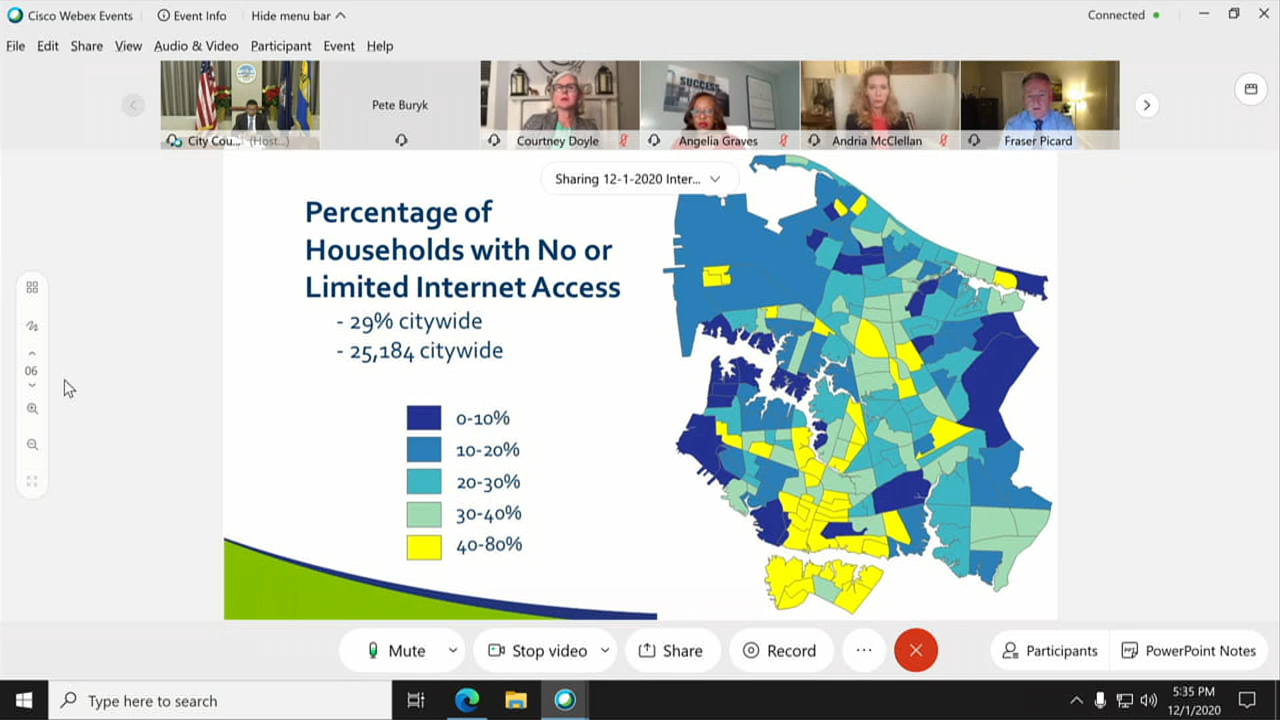 Cisco Webex Events
Event Info
Hide menu bar
Connected
File Edit Share View Audio & Video Participant Event Help
Pete Buryk
SUCCESS
City Cou... (Host...)
Courtney Doyle
Angelia Graves
Andria McClellan
Fraser Picard
Sharing 12-1-2020 Inter...
Percentage of
Households with No or
Limited Internet Access
- 29% citywide
- 25,184 citywide
06
0-10%
10-20%
20-30%
30-40%
40-80%
Mute
Stop video
Share
Record
Participants
PowerPoint Notes
Type here to search
5:35 PM
12/1/2020